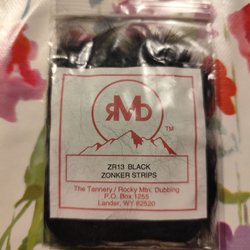 RMD
TM
ZR13 BLACK
ZONKER STRIPS
The Tannery / Rocky Mtn. Dubbing
P.O. Box 1255
Lander, WY 82520